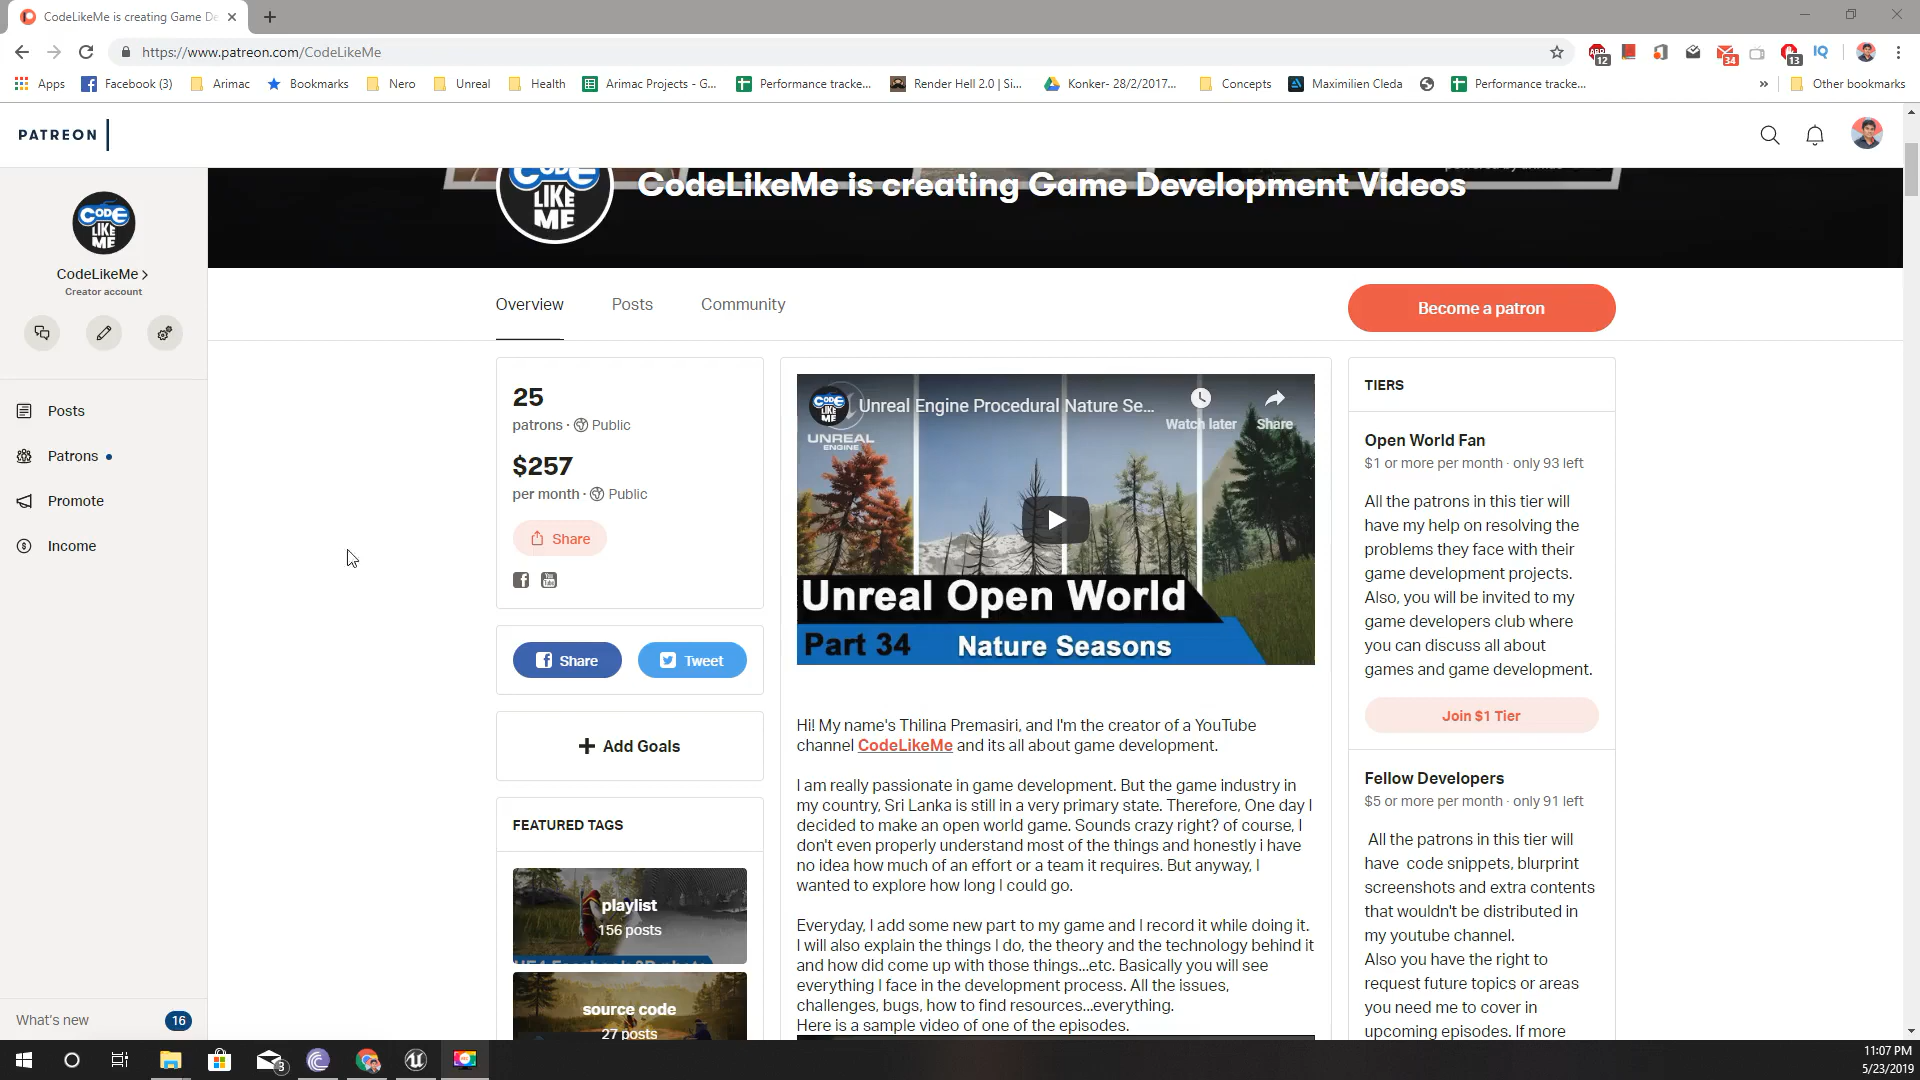 CodeLikeMe is creating Game De
https://www.patreon.com/CodeLikeMe
12
34
13
IQ
Apps
Facebook (3)
Arimac
Bookmarks
Nero
Unreal
Health
Arimac Projects - G...
Performance tracke...
Render Hell 2.0 | Si...
Konker- 28/2/2017...
Concepts
Maximilien Cleda
Performance tracke...
Other bookmarks
PATREON
CODE LIKE ME
CodeLikeMe
Creator account
Posts
Patrons
Promote
Income
What's new
16
CODE LIKE ME
CodeLikeMe is creating Game Development Videos
Overview
Posts
Community
Become a patron
25
patrons · Public
$257
per month · Public
Share
Share
Tweet
Add Goals
FEATURED TAGS
playlist
156 posts
source code
27 posts
CODE LIKE ME
Unreal Engine Procedural Nature Se...
Watch later
Share
UNREAL
ENGINE
Unreal Open World
Part 34
Nature Seasons
Hi! My name's Thilina Premasiri, and I'm the creator of a YouTube
channel CodeLikeMe and its all about game development.
I am really passionate in game development. But the game industry in
my country, Sri Lanka is still in a very primary state. Therefore, One day I
decided to make an open world game. Sounds crazy right? of course, I
don't even properly understand most of the things and honestly i have
no idea how much of an effort or a team it requires. But anyway, I
wanted to explore how long I could go.
Everyday, I add some new part to my game and I record it while doing it.
I will also explain the things I do, the theory and the technology behind it
and how did come up with those things...etc. Basically you will see
everything I face in the development process. All the issues,
challenges, bugs, how to find resources...everything.
Here is a sample video of one of the episodes.
TIERS
Open World Fan
$1 or more per month · only 93 left
All the patrons in this tier will
have my help on resolving the
problems they face with their
game development projects.
Also, you will be invited to my
game developers club where
you can discuss all about
games and game development.
Join $1 Tier
Fellow Developers
$5 or more per month · only 91 left
All the patrons in this tier will
have code snippets, blurprint
screenshots and extra contents
that wouldn't be distributed in
my youtube channel.
Also you have the right to
request future topics or areas
you need me to cover in
upcoming episodes. If more
3
11:07 PM
5/23/2019